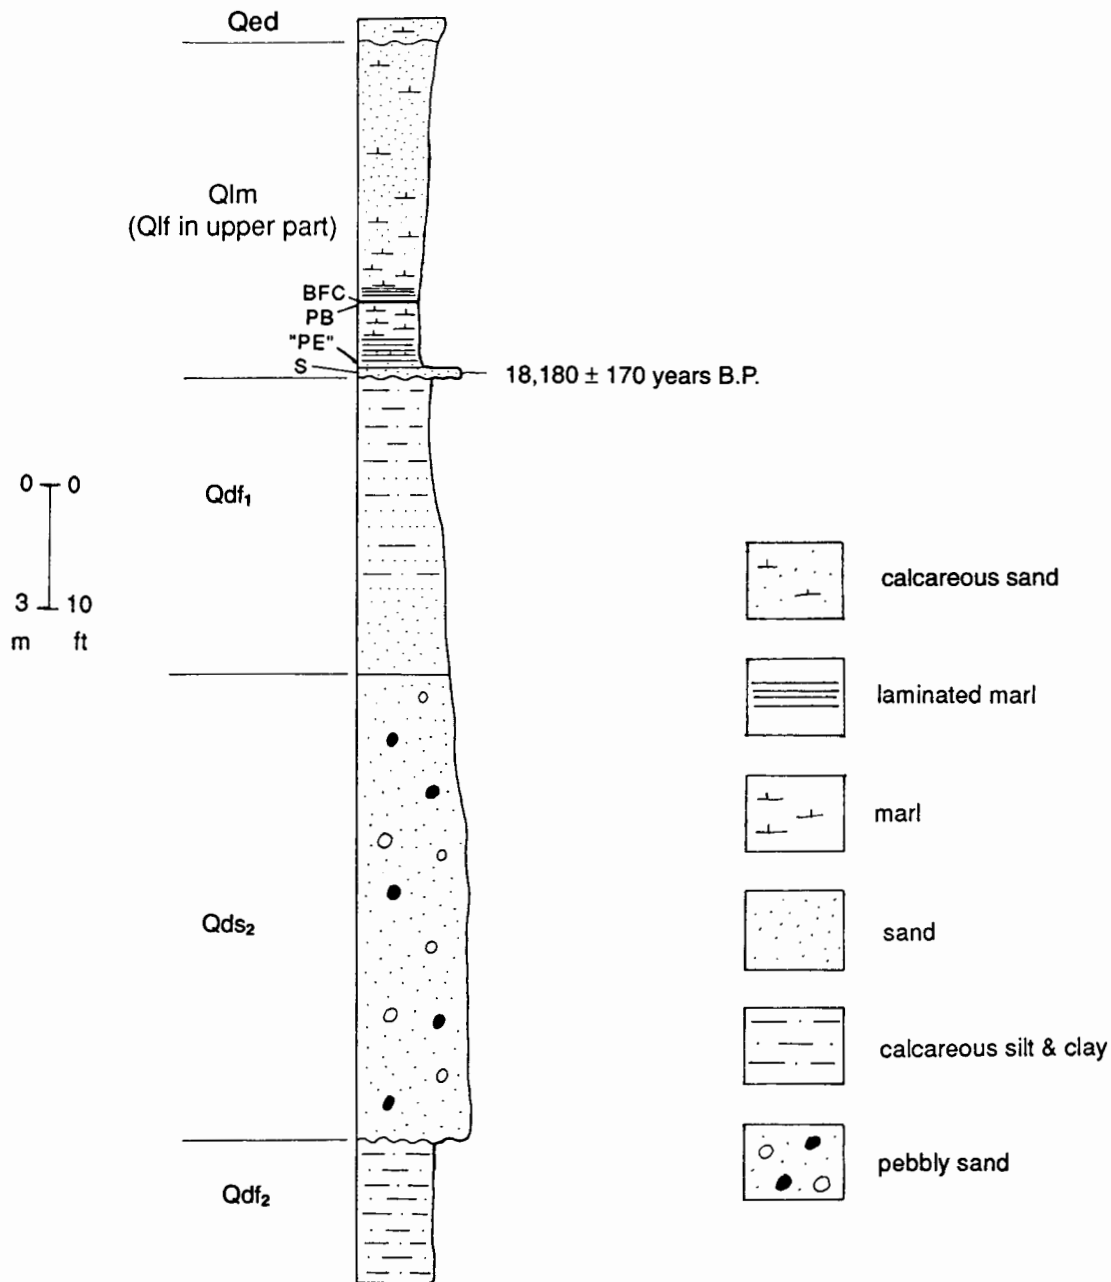 Qed
Qlm
(Qlf in upper part)
BFC
PB
"PE"
S
18,180 ± 170 years B.P.
0 0
Qdf₁
3 10
m ft
Qds₂
Qdf₂
calcareous sand
laminated marl
marl
sand
calcareous silt & clay
pebbly sand